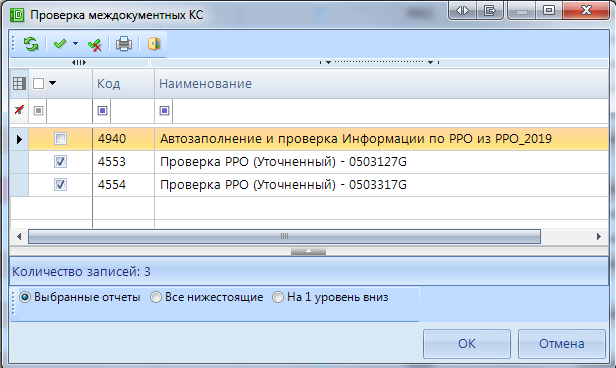 Проверка междокументных КС
Код Наименование
4940 Автозаполнение и проверка Информации по РРО из РРО_2019
4553 Проверка РРО (Уточненный) - 0503127G
4554 Проверка РРО (Уточненный) - 0503317G
Количество записей: 3
Выбранные отчеты Все нижестоящие На 1 уровень вниз
ОК Отмена